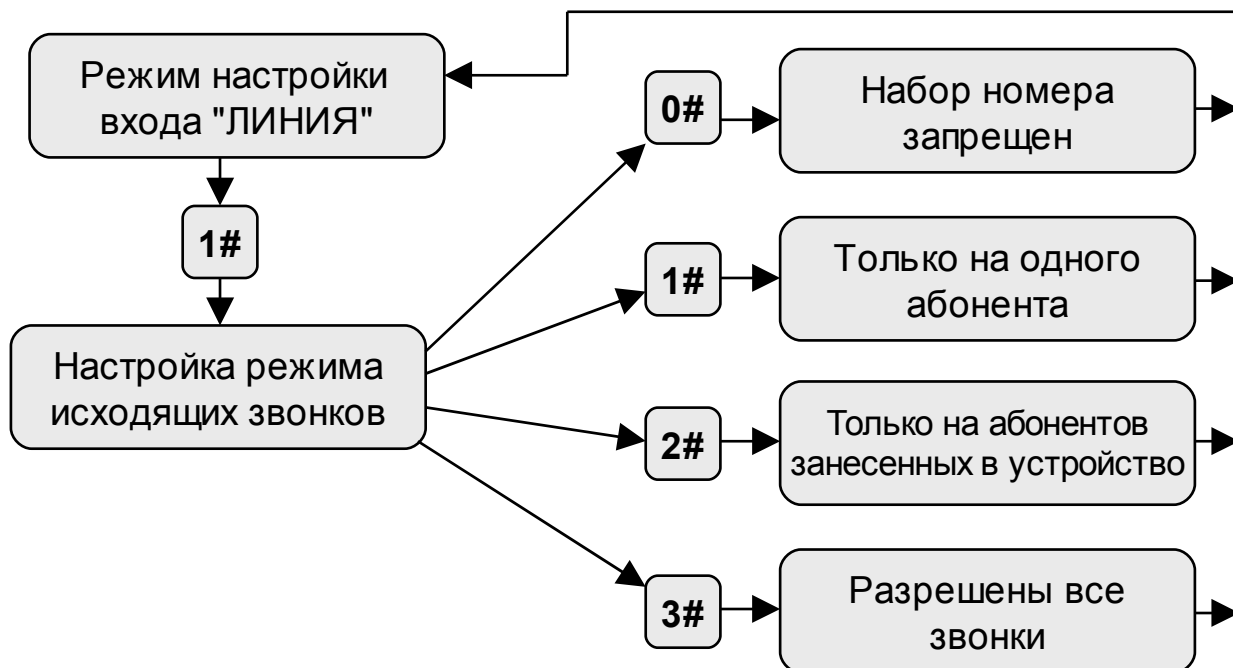 Режим настройки
входа "ЛИНИЯ"
1#
Настройка режима
исходящих звонков
0#
Набор номера
запрещен
1#
Только на одного
абонента
2#
Только на абонентов
занесенных в устройство
3#
Разрешены все
звонки